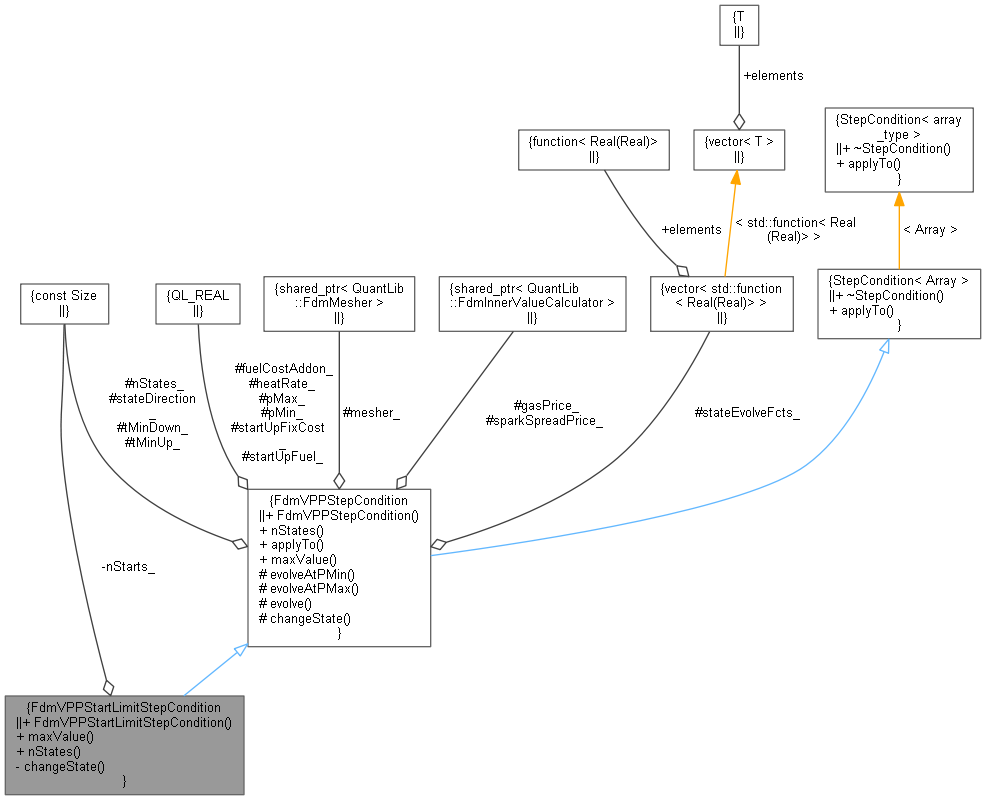 {T
||}
+elements
{function< Real(Real)>
||}
{vector< T >
||}
{StepCondition< array
_type >
||+ ~StepCondition()
+ applyTo()
}
+elements
< std::function< Real
(Real)> >
< Array >
{const Size
||}
{QL_REAL
||}
{shared_ptr< QuantLib
::FdmMesher >
||}
{shared_ptr< QuantLib
::FdmInnerValueCalculator >
||}
{vector< std::function
< Real(Real)> >
||}
{StepCondition< Array >
||+ ~StepCondition()
+ applyTo()
}
#nStates_
#stateDirection
_
#tMinDown_
#tMinUp_
#fuelCostAddon_
#heatRate_
#pMax_
#pMin_
#startUpFixCost
_
#startUpFuel_
#mesher_
#gasPrice_
#sparkSpreadPrice_
#stateEvolveFcts_
{FdmVPPStepCondition
||+ FdmVPPStepCondition()
+ nStates()
+ applyTo()
+ maxValue()
# evolveAtPMin()
# evolveAtPMax()
# evolve()
# changeState()
}
-nStarts_
{FdmVPPStartLimitStepCondition
||+ FdmVPPStartLimitStepCondition()
+ maxValue()
+ nStates()
- changeState()
}